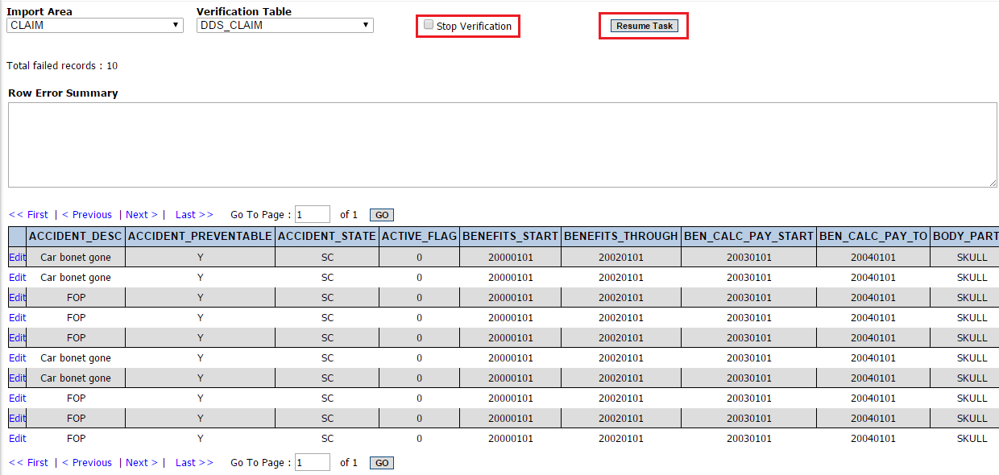 Import Area Verification Table
CLAIM DDS_CLAIM Stop Verification Resume Task
Total failed records : 10
Row Error Summary
<< First | < Previous | Next > | Last >> Go To Page : 1 of 1 GO
ACCIDENT_DESC ACCIDENT_PREVENTABLE ACCIDENT_STATE ACTIVE_FLAG BENEFITS_START BENEFITS_THROUGH BEN_CALC_PAY_START BEN_CALC_PAY_TO BODY_PART
Edit Car bonet gone Y SC 0 20000101 20020101 20030101 20040101 SKULL
Edit Car bonet gone Y SC 0 20000101 20020101 20030101 20040101 SKULL
Edit FOP Y SC 0 20000101 20020101 20030101 20040101 SKULL
Edit FOP Y SC 0 20000101 20020101 20030101 20040101 SKULL
Edit FOP Y SC 0 20000101 20020101 20030101 20040101 SKULL
Edit Car bonet gone Y SC 0 20000101 20020101 20030101 20040101 SKULL
Edit Car bonet gone Y SC 0 20000101 20020101 20030101 20040101 SKULL
Edit FOP Y SC 0 20000101 20020101 20030101 20040101 SKULL
Edit FOP Y SC 0 20000101 20020101 20030101 20040101 SKULL
Edit FOP Y SC 0 20000101 20020101 20030101 20040101 SKULL
<< First | < Previous | Next > | Last >> Go To Page : 1 of 1 GO